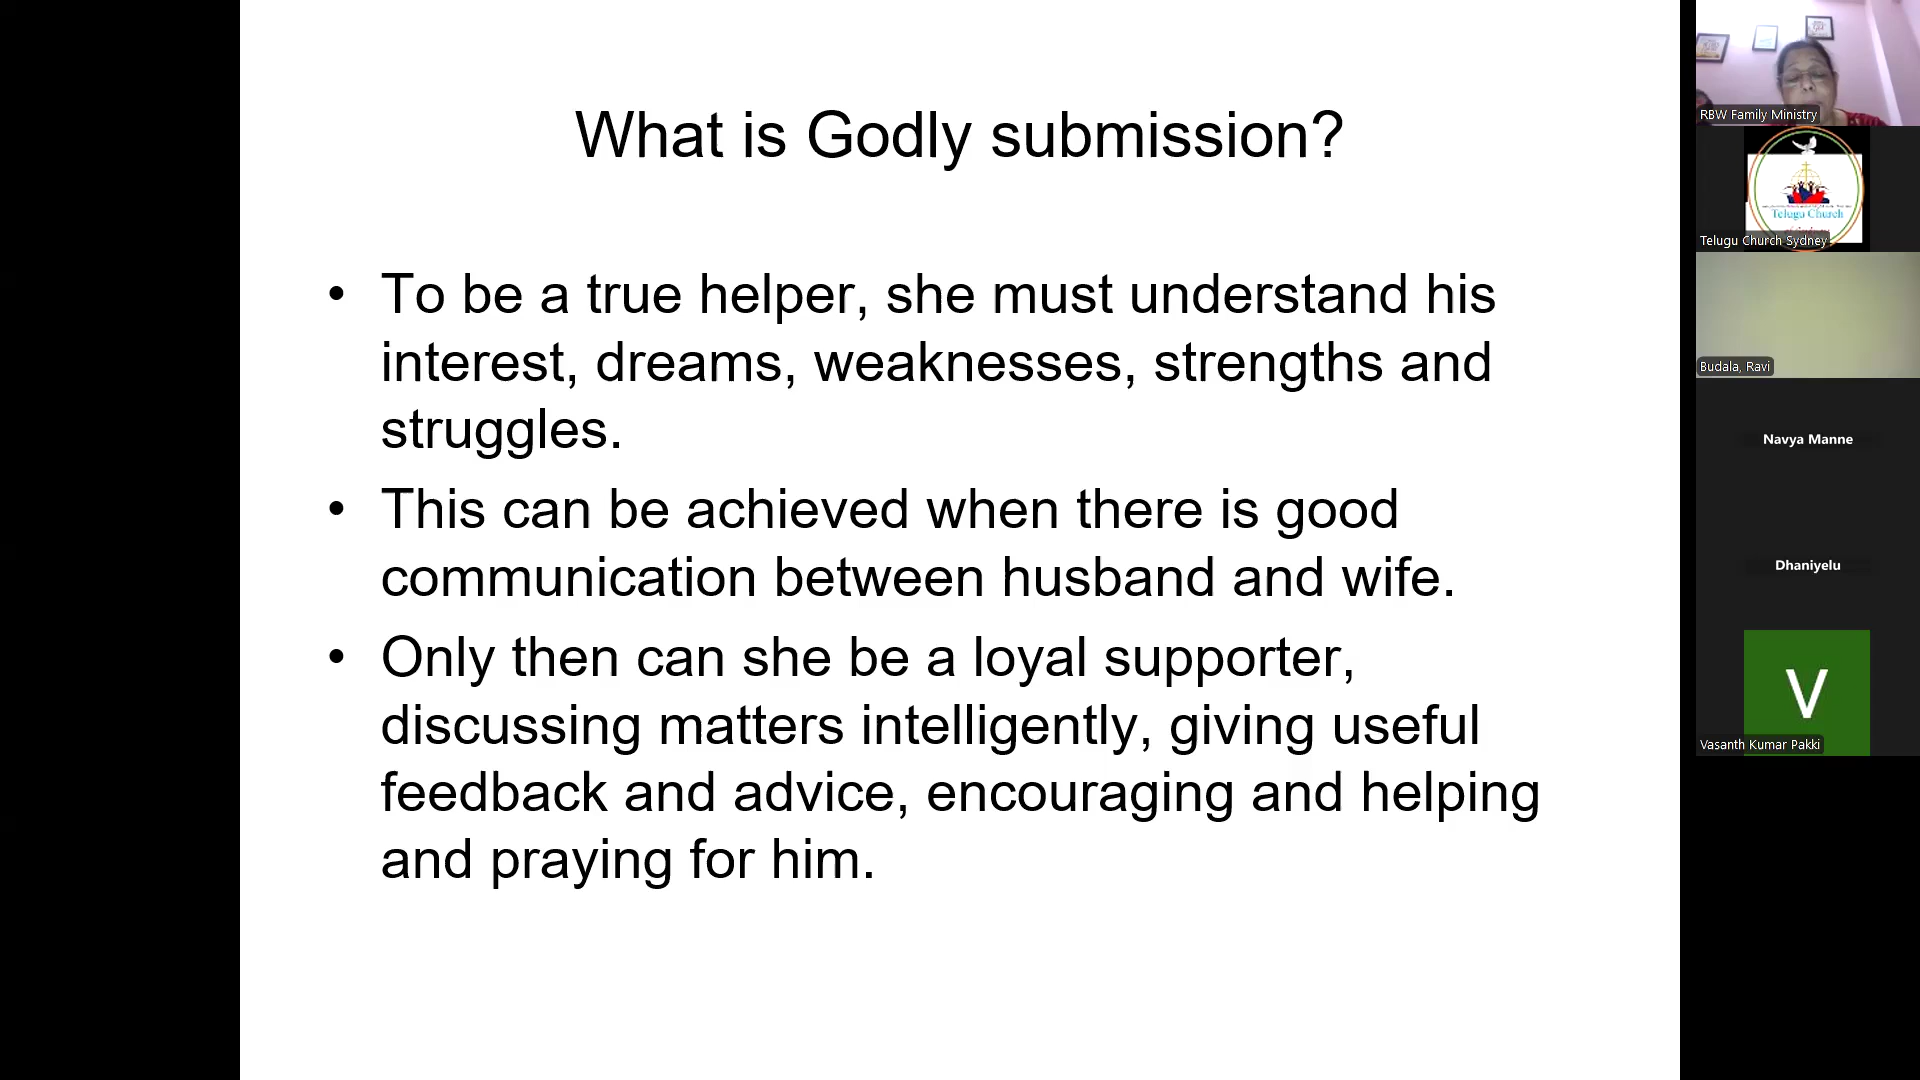 What is Godly submission?
• To be a true helper, she must understand his
interest, dreams, weaknesses, strengths and
struggles.
• This can be achieved when there is good
communication between husband and wife.
• Only then can she be a loyal supporter,
discussing matters intelligently, giving useful
feedback and advice, encouraging and helping
and praying for him.
RBW Family Ministry
Telugu Church
Telugu Church Sydney
Budala, Ravi
Navya Manne
Dhaniyelu
V
Vasanth Kumar Pakki